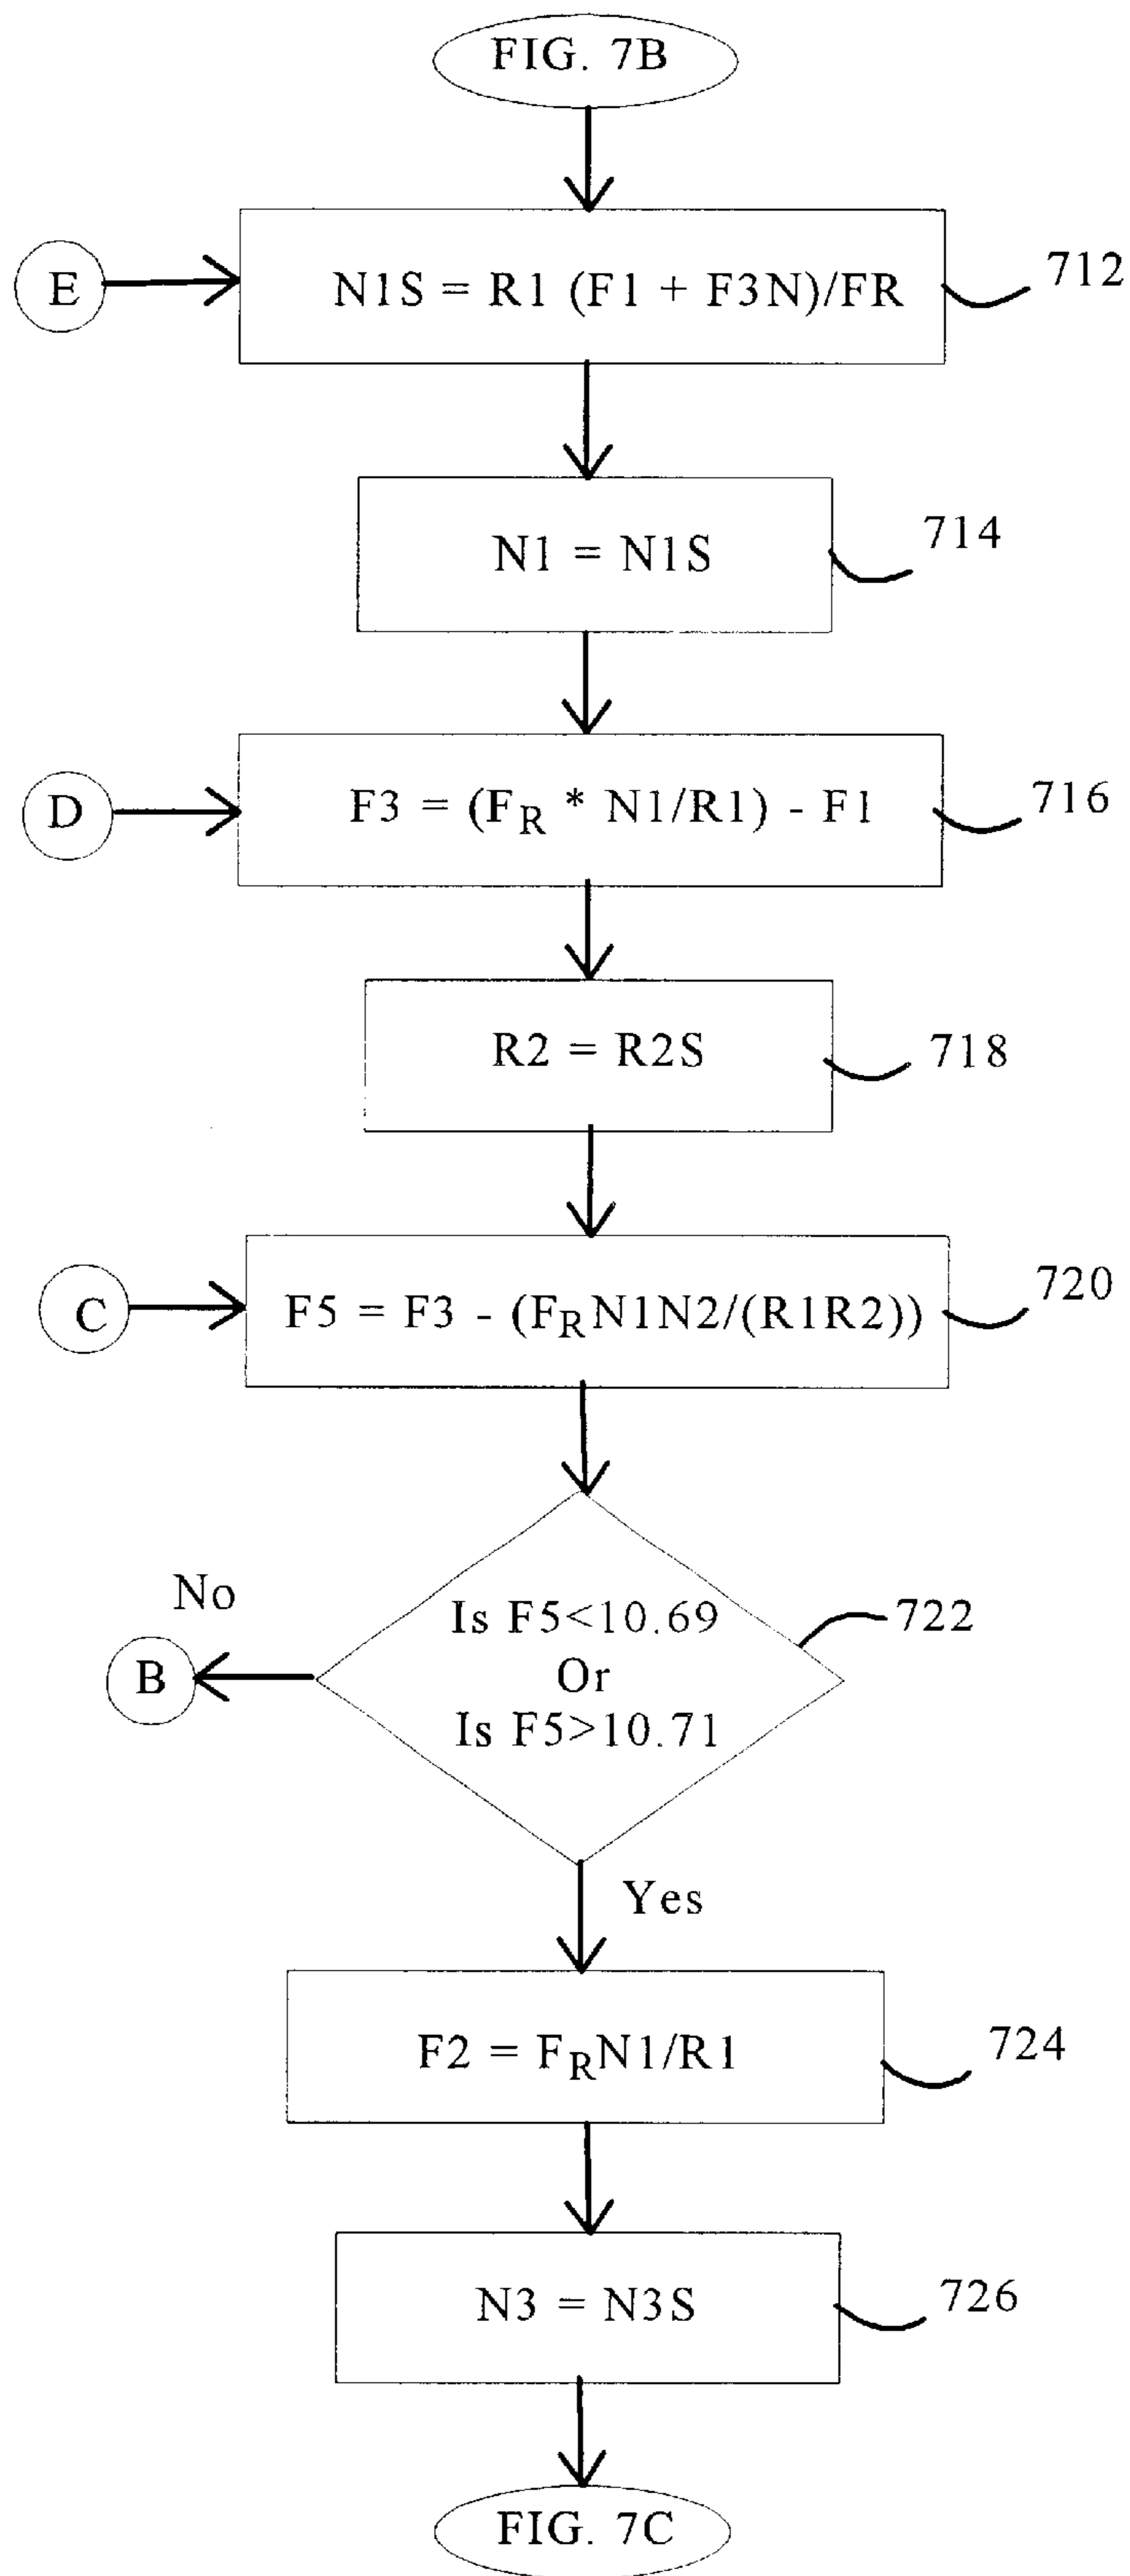 FIG. 7B
E
N1S = R1 (F1 + F3N)/FR
712
N1 = N1S
714
D
F3 = (FR * N1/R1) - F1
716
R2 = R2S
718
C
F5 = F3 - (FRN1N2/(R1R2))
720
No
B
Is F5<10.69
Or
Is F5>10.71
722
Yes
F2 = FRN1/R1
724
N3 = N3S
726
FIG. 7C